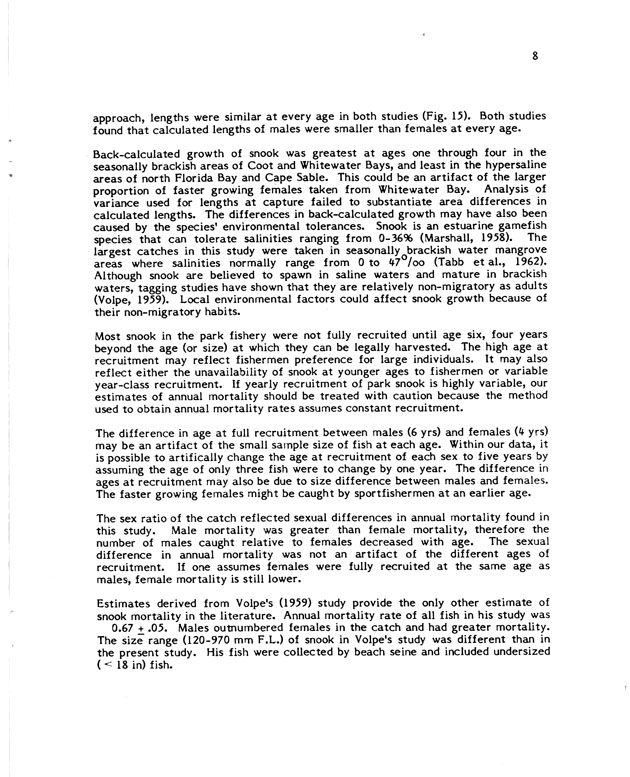 8
approach, lengths were similar at every age in both studies (Fig. 15). Both studies
found that calculated lengths of males were smaller than females at every age.
Back-calculated growth of snook was greatest at ages one through four in the
seasonally brackish areas of Coot and Whitewater Bays, and least in the hypersaline
areas of north Florida Bay and Cape Sable. This could be an artifact of the larger
proportion of faster growing females taken from Whitewater Bay. Analysis of
variance used for lengths at capture failed to substantiate area differences in
calculated lengths. The differences in back-calculated growth may have also been
caused by the species' environmental tolerances. Snook is an estuarine gamefish
species that can tolerate salinities ranging from 0-36% (Marshall, 1958). The
largest catches in this study were taken in seasonally brackish water mangrove
areas where salinities normally range from 0 to 47⁰/oo (Tabb et al., 1962).
Although snook are believed to spawn in saline waters and mature in brackish
waters, tagging studies have shown that they are relatively non-migratory as adults
(Volpe, 1959). Local environmental factors could affect snook growth because of
their non-migratory habits.
Most snook in the park fishery were not fully recruited until age six, four years
beyond the age (or size) at which they can be legally harvested. The high age at
recruitment may reflect fishermen preference for large individuals. It may also
reflect either the unavailability of snook at younger ages to fishermen or variable
year-class recruitment. If yearly recruitment of park snook is highly variable, our
estimates of annual mortality should be treated with caution because the method
used to obtain annual mortality rates assumes constant recruitment.
The difference in age at full recruitment between males (6 yrs) and females (4 yrs)
may be an artifact of the small sample size of fish at each age. Within our data, it
is possible to artifically change the age at recruitment of each sex to five years by
assuming the age of only three fish were to change by one year. The difference in
ages at recruitment may also be due to size difference between males and females.
The faster growing females might be caught by sportfishermen at an earlier age.
The sex ratio of the catch reflected sexual differences in annual mortality found in
this study. Male mortality was greater than female mortality, therefore the
number of males caught relative to females decreased with age. The sexual
difference in annual mortality was not an artifact of the different ages of
recruitment. If one assumes females were fully recruited at the same age as
males, female mortality is still lower.
Estimates derived from Volpe's (1959) study provide the only other estimate of
snook mortality in the literature. Annual mortality rate of all fish in his study was
0.67 ± .05. Males outnumbered females in the catch and had greater mortality.
The size range (120-970 mm F.L.) of snook in Volpe's study was different than in
the present study. His fish were collected by beach seine and included undersized
( < 18 in) fish.